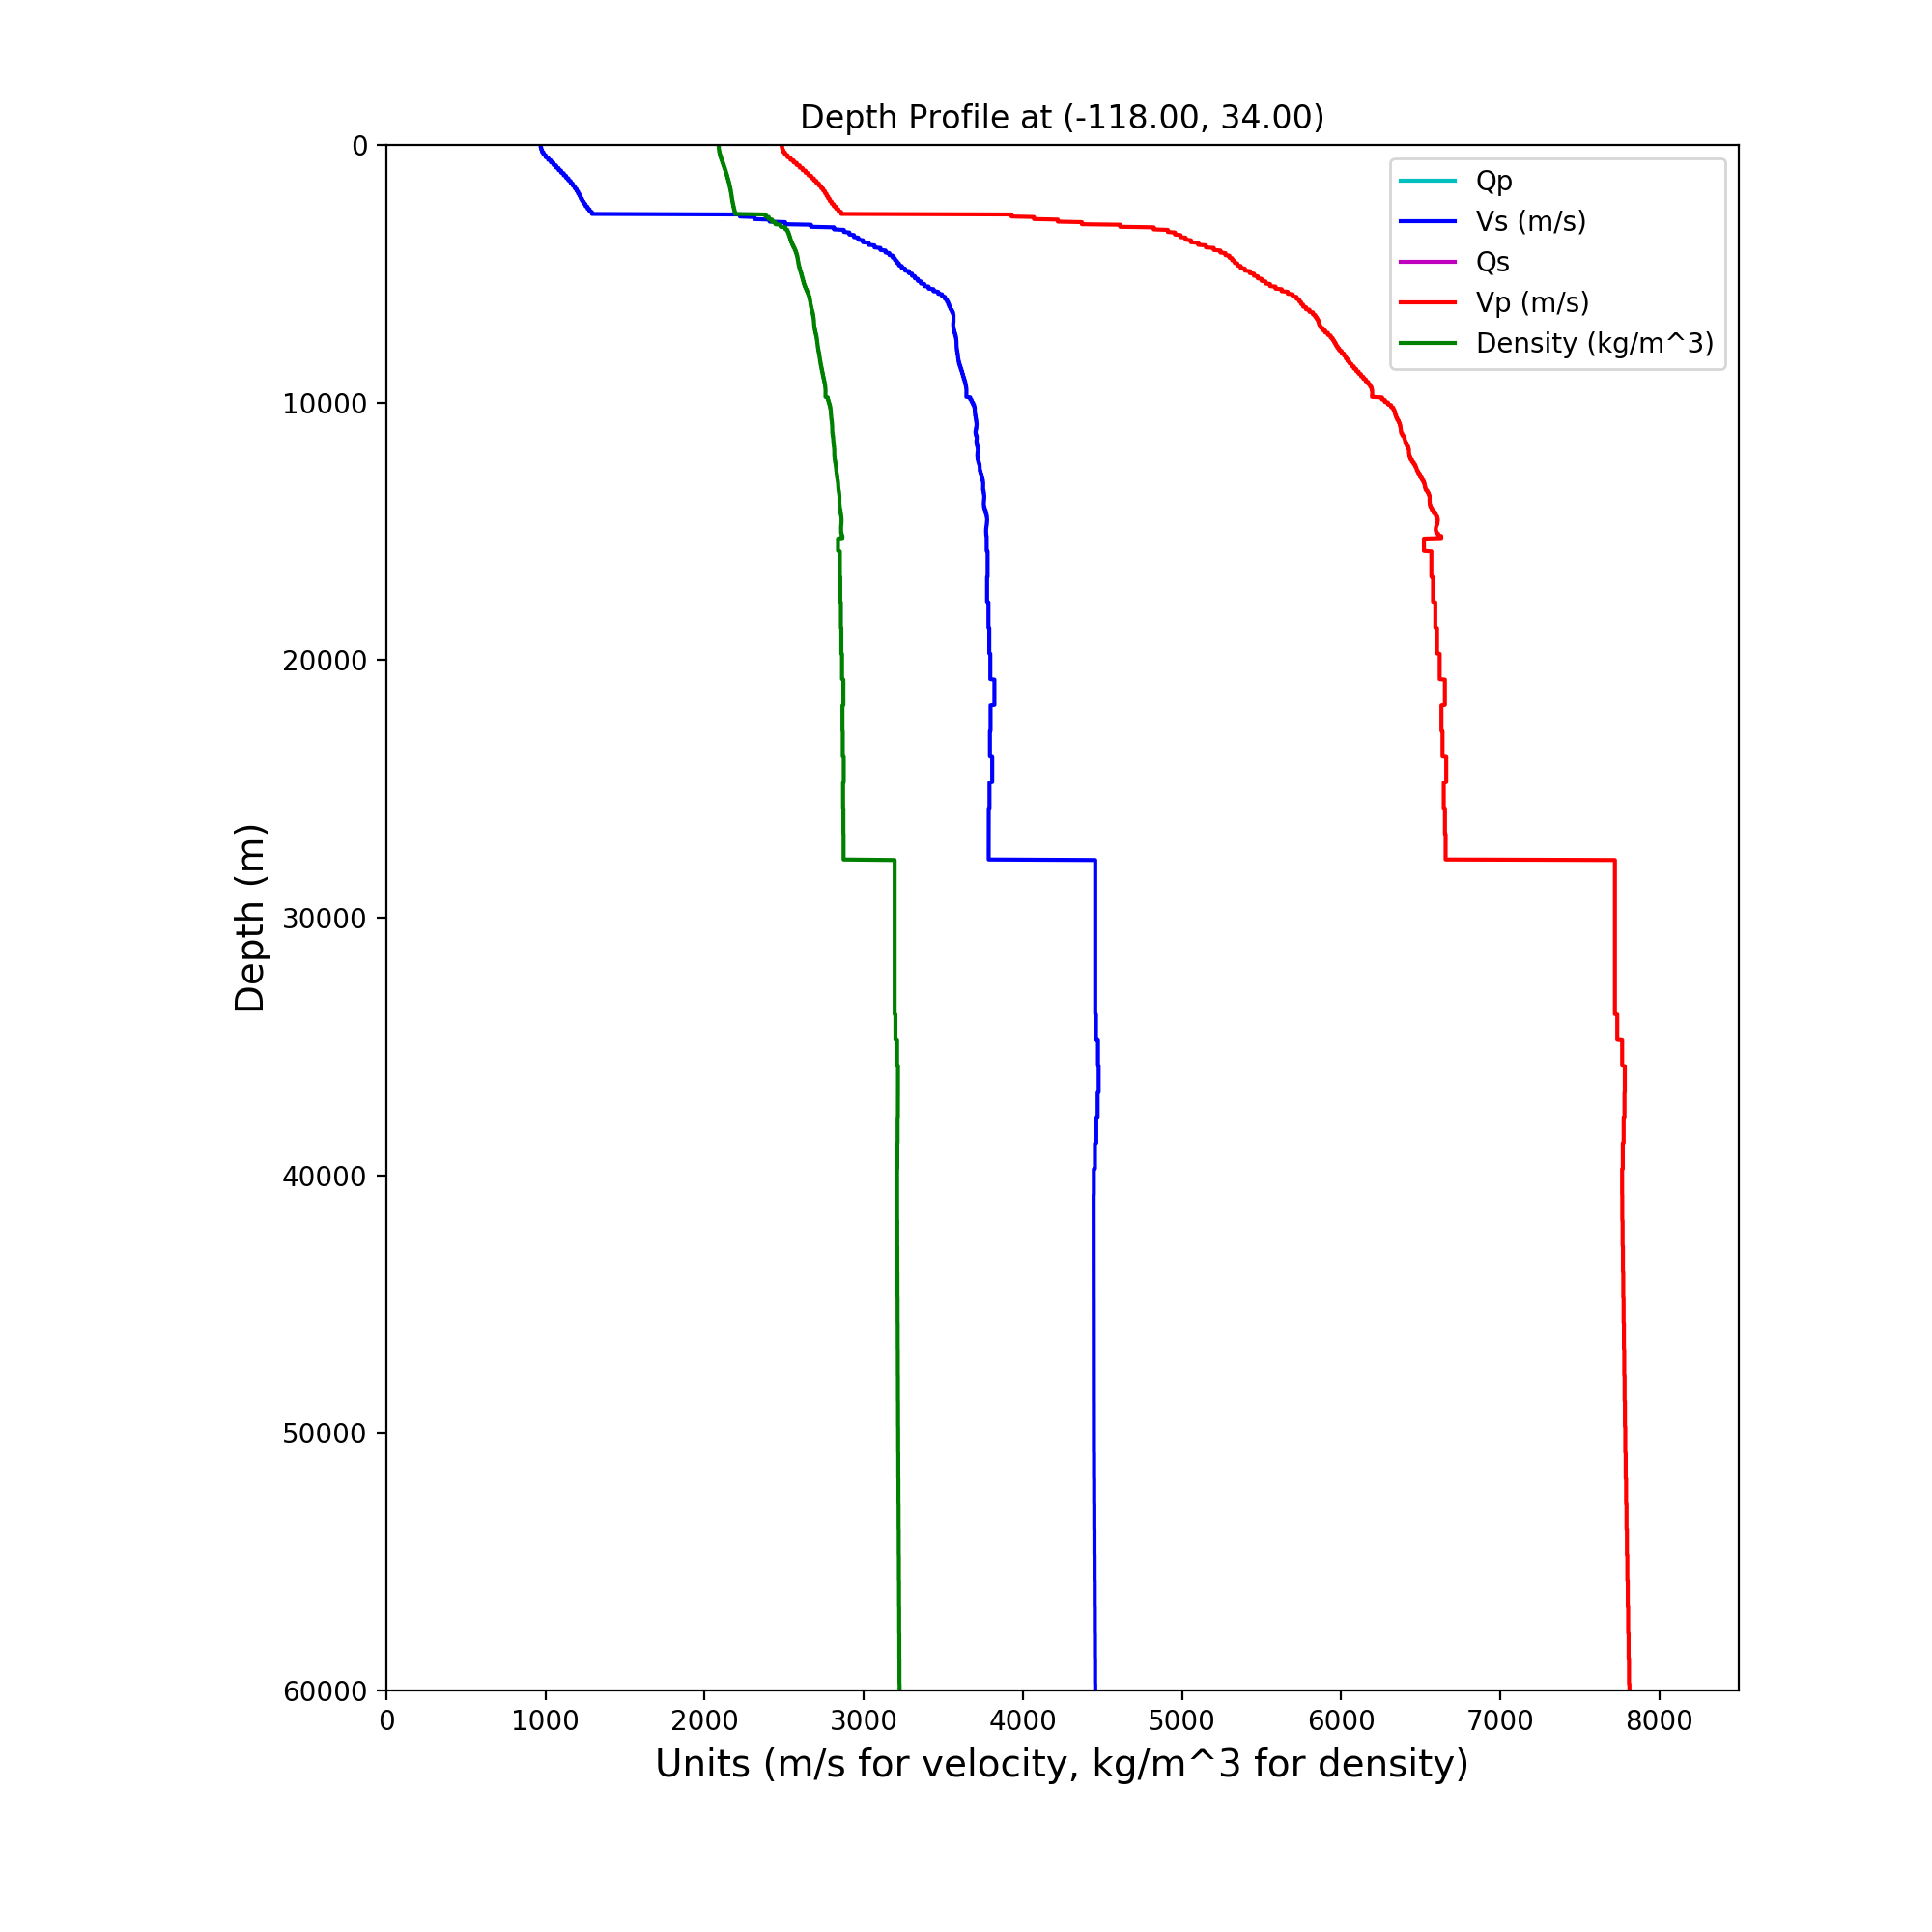 Depth Profile at (-118.00, 34.00)
0
10000
20000
30000
40000
50000
60000
Depth (m)
Qp
Vs (m/s)
Qs
Vp (m/s)
Density (kg/m^3)
0 1000 2000 3000 4000 5000 6000 7000 8000
Units (m/s for velocity, kg/m^3 for density)